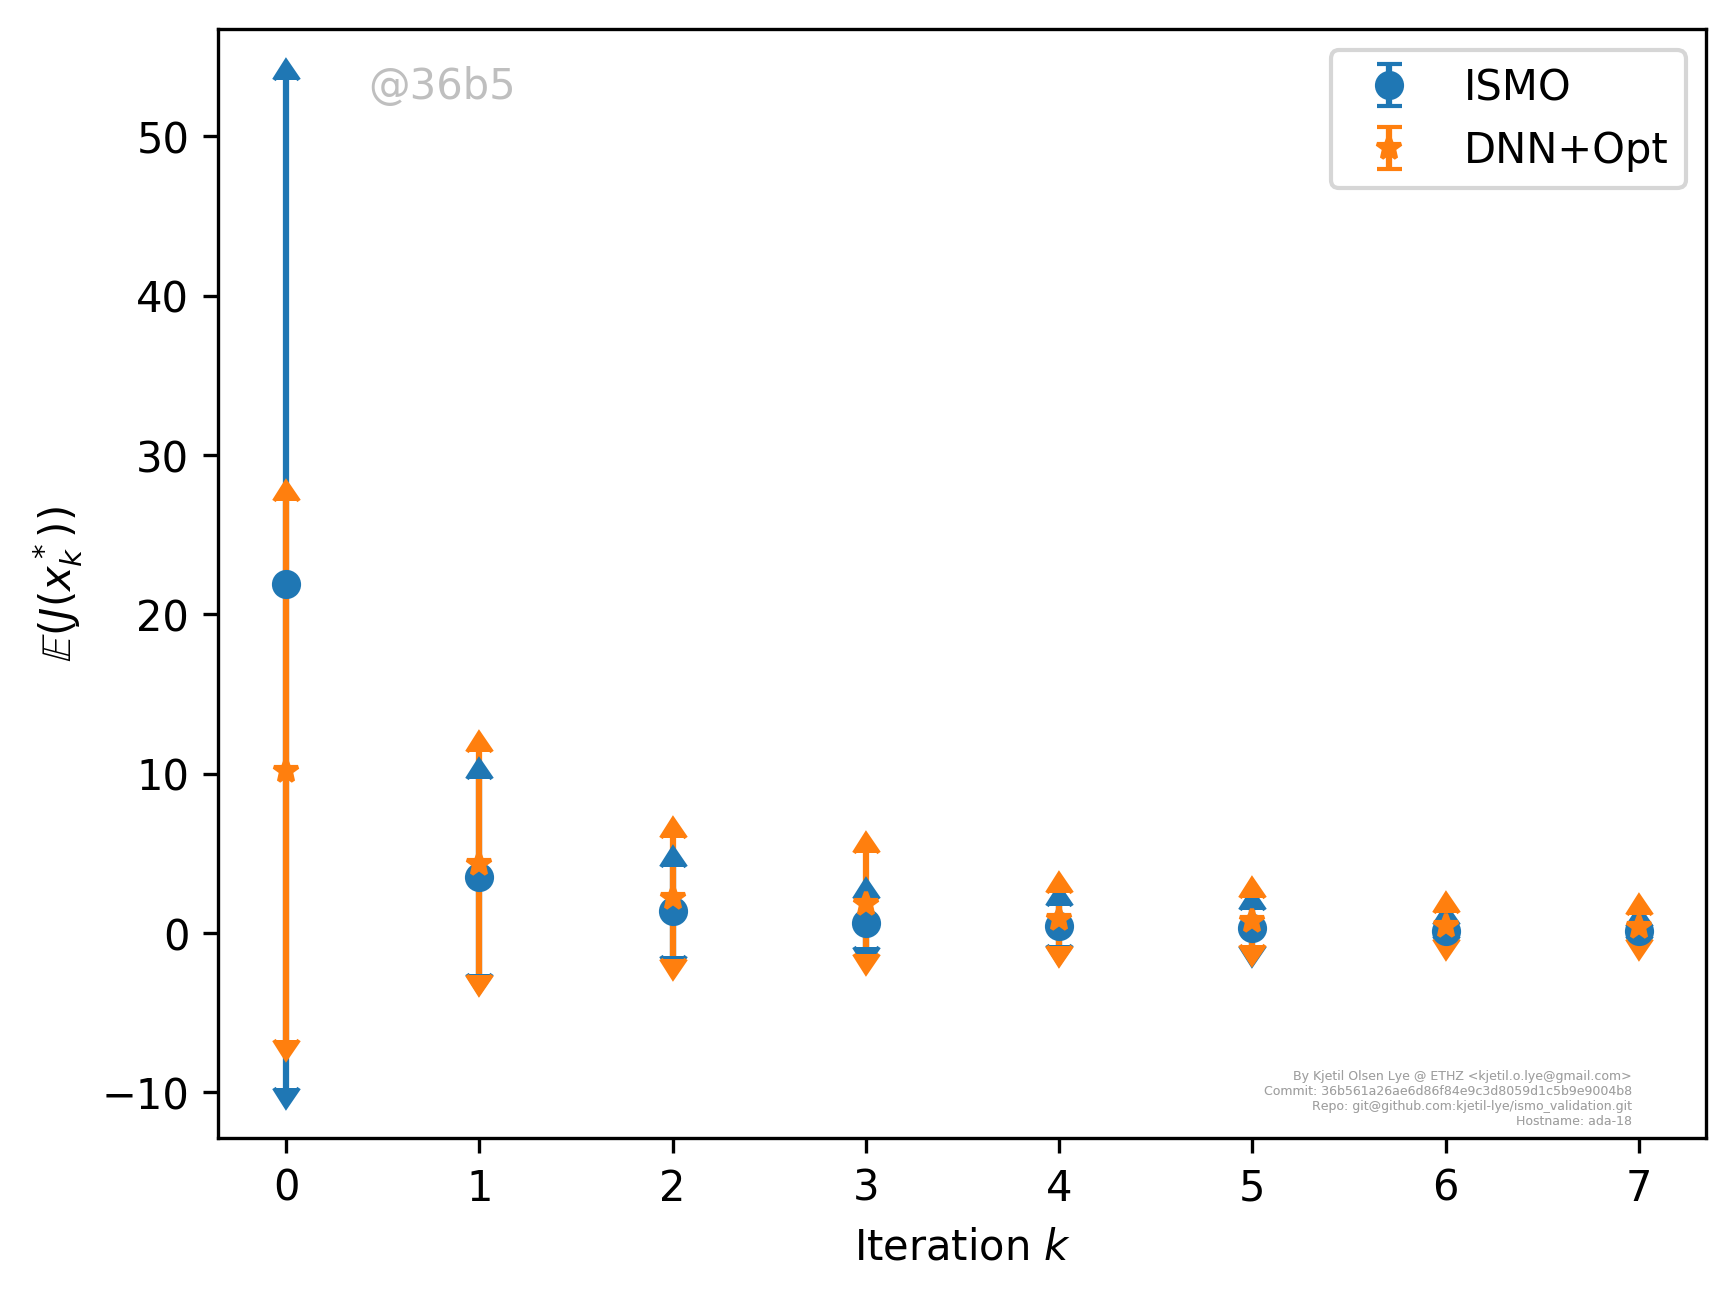 @36b5
ISMO
DNN+Opt
50
40
30
20
10
0
−10
𝔼(J(x*k))
0 1 2 3 4 5 6 7
Iteration k
By Kjetil Olsen Lye @ ETHZ <kjetil.o.lye@gmail.com>
Commit: 36b561a26ae6d86f84e9c3d8059d1c5b9e9004b8
Repo: git@github.com:kjetil-lye/ismo_validation.git
Hostname: ada-18